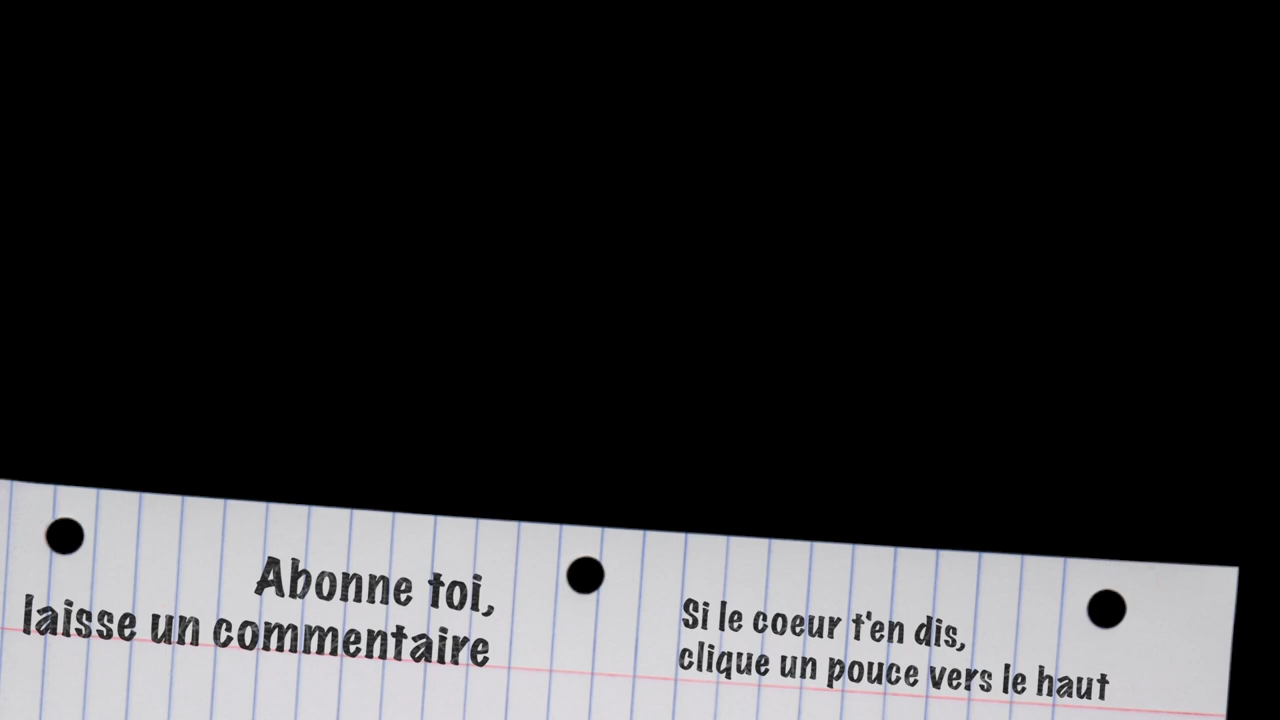 Abonne toi,
laisse un commentaire
Si le coeur t'en dis,
clique un pouce vers le haut